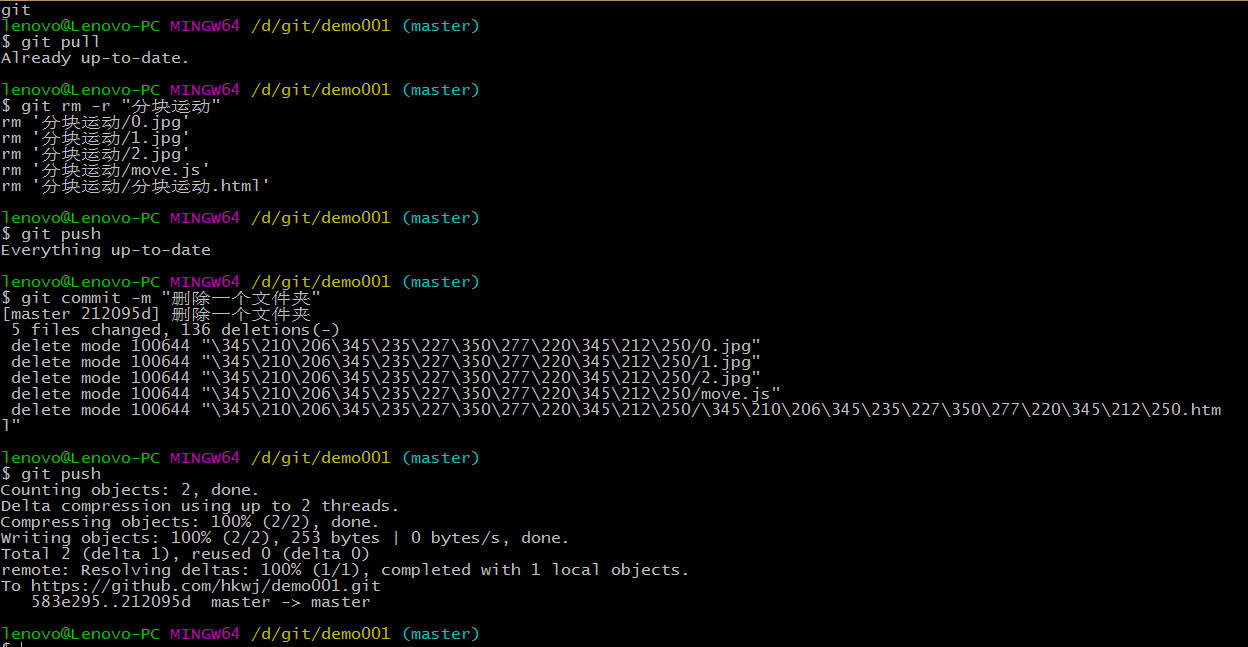 git
lenovo@Lenovo-PC MINGW64 /d/git/demo001 (master)
$ git pull
Already up-to-date.
lenovo@Lenovo-PC MINGW64 /d/git/demo001 (master)
$ git rm -r "分块运动"
rm '分块运动/0.jpg'
rm '分块运动/1.jpg'
rm '分块运动/2.jpg'
rm '分块运动/move.js'
rm '分块运动/分块运动.html'
lenovo@Lenovo-PC MINGW64 /d/git/demo001 (master)
$ git push
Everything up-to-date
lenovo@Lenovo-PC MINGW64 /d/git/demo001 (master)
$ git commit -m "删除一个文件夹"
[master 212095d] 删除一个文件夹
 5 files changed, 136 deletions(-)
 delete mode 100644 "\345\210\206\345\235\227\350\277\220\345\212\250/0.jpg"
 delete mode 100644 "\345\210\206\345\235\227\350\277\220\345\212\250/1.jpg"
 delete mode 100644 "\345\210\206\345\235\227\350\277\220\345\212\250/2.jpg"
 delete mode 100644 "\345\210\206\345\235\227\350\277\220\345\212\250/move.js"
 delete mode 100644 "\345\210\206\345\235\227\350\277\220\345\212\250/\345\210\206\345\235\227\350\277\220\345\212\250.htm
l"
lenovo@Lenovo-PC MINGW64 /d/git/demo001 (master)
$ git push
Counting objects: 2, done.
Delta compression using up to 2 threads.
Compressing objects: 100% (2/2), done.
Writing objects: 100% (2/2), 253 bytes | 0 bytes/s, done.
Total 2 (delta 1), reused 0 (delta 0)
remote: Resolving deltas: 100% (1/1), completed with 1 local objects.
To https://github.com/hkwj/demo001.git
   583e295..212095d  master -> master
lenovo@Lenovo-PC MINGW64 /d/git/demo001 (master)
$